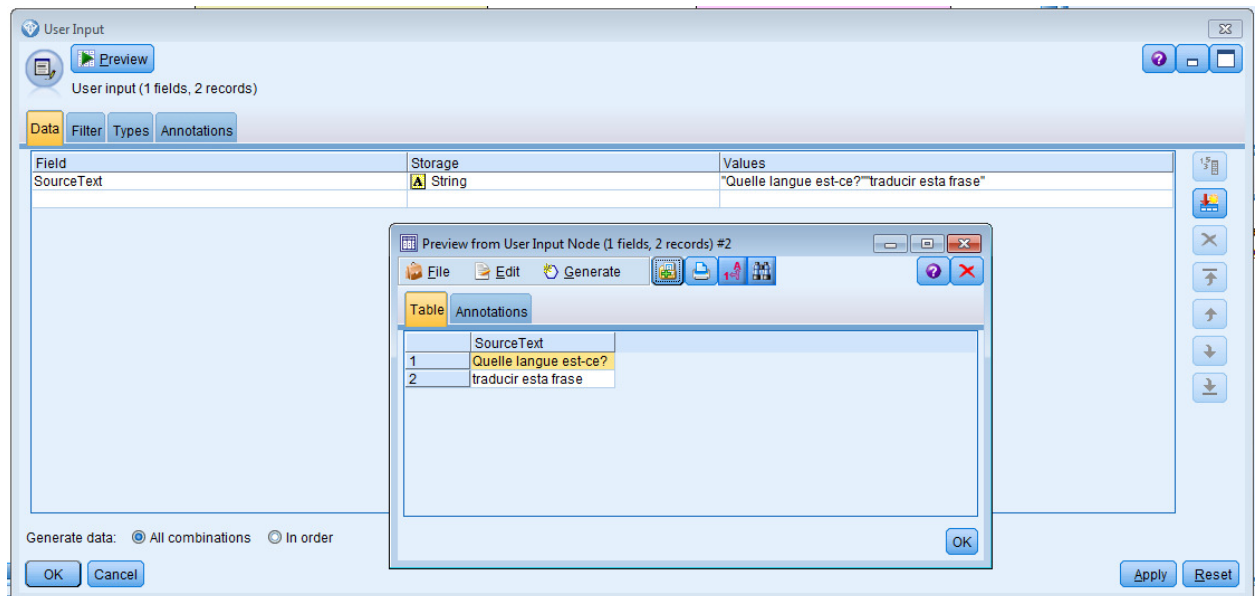 User Input
Preview
User input (1 fields, 2 records)
Data Filter Types Annotations
Field Storage Values
SourceText A String "Quelle langue est-ce?""traducir esta frase"
Preview from User Input Node (1 fields, 2 records) #2
File Edit Generate
Table Annotations
SourceText
1 Quelle langue est-ce?
2 traducir esta frase
OK
Generate data: All combinations In order
OK Cancel Apply Reset